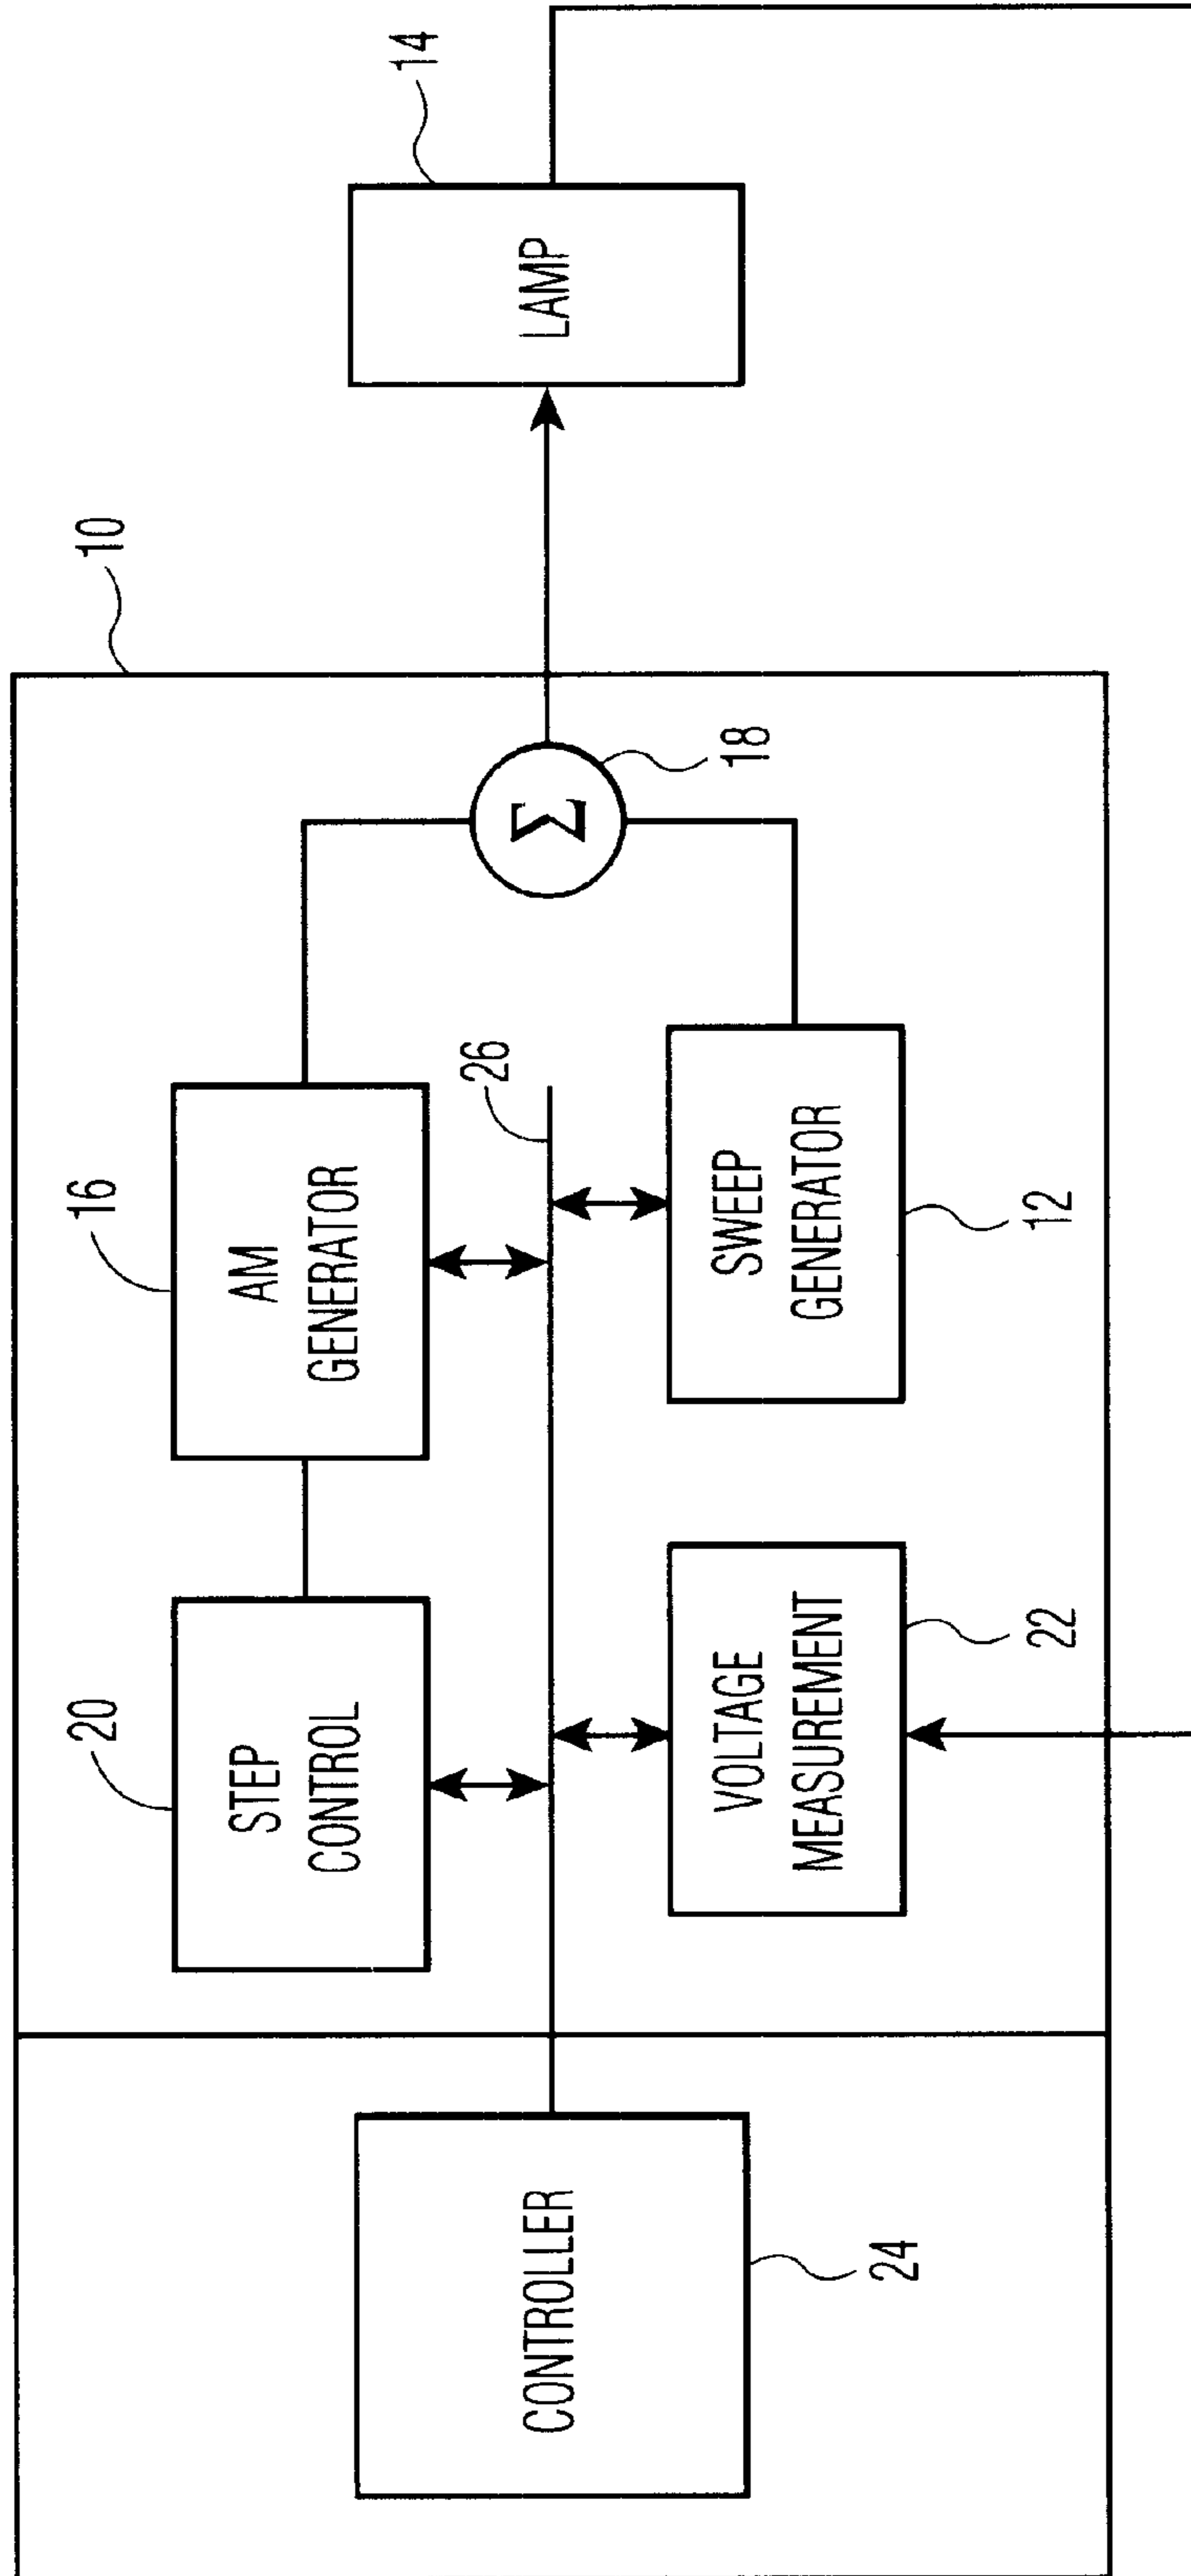 10
14
LAMP
20
STEP
CONTROL
16
AM
GENERATOR
26
Σ
18
CONTROLLER
24
VOLTAGE
MEASUREMENT
22
SWEEP
GENERATOR
12